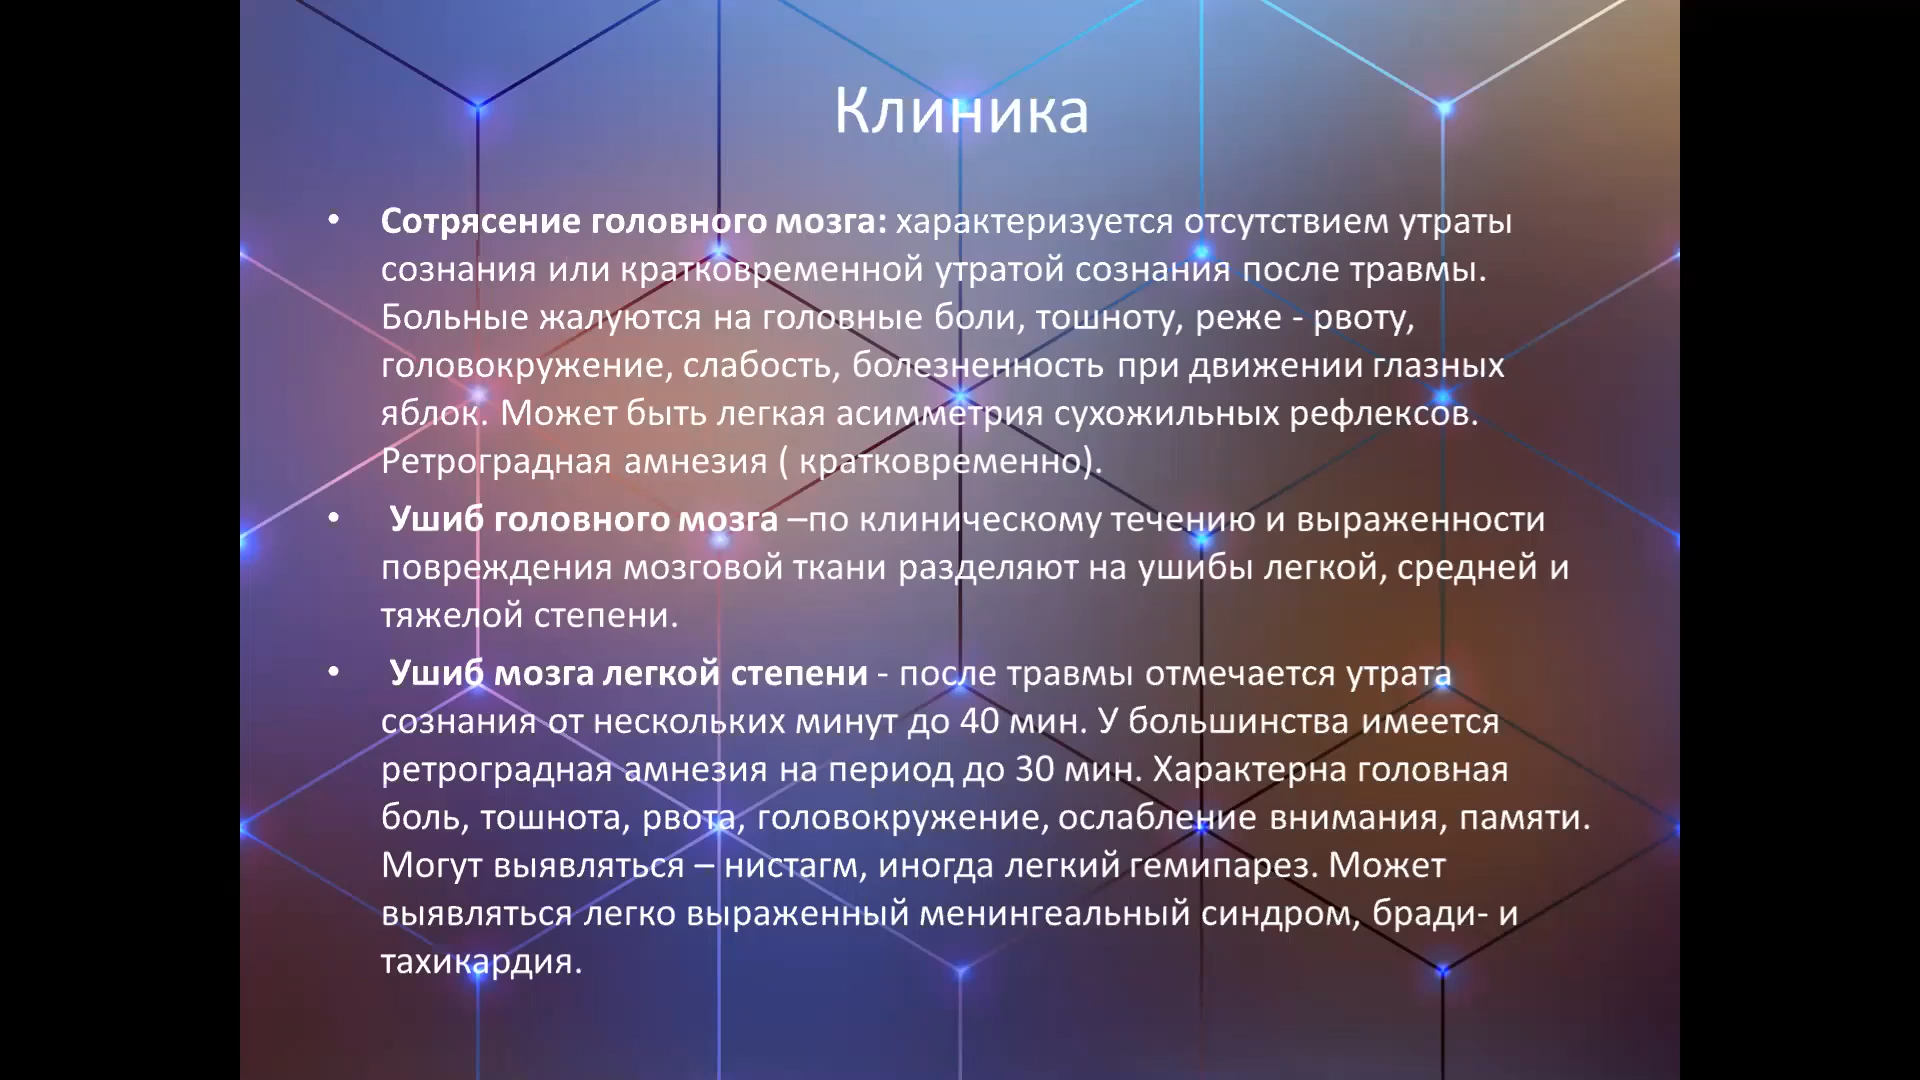 Клиника
• Сотрясение головного мозга: характеризуется отсутствием утраты
сознания или кратковременной утратой сознания после травмы.
Больные жалуются на головные боли, тошноту, реже - рвоту,
головокружение, слабость, болезненность при движении глазных
яблок. Может быть легкая асимметрия сухожильных рефлексов.
Ретроградная амнезия ( кратковременно).
• Ушиб головного мозга –по клиническому течению и выраженности
повреждения мозговой ткани разделяют на ушибы легкой, средней и
тяжелой степени.
• Ушиб мозга легкой степени - после травмы отмечается утрата
сознания от нескольких минут до 40 мин. У большинства имеется
ретроградная амнезия на период до 30 мин. Характерна головная
боль, тошнота, рвота, головокружение, ослабление внимания, памяти.
Могут выявляться – нистагм, иногда легкий гемипарез. Может
выявляться легко выраженный менингеальный синдром, бради- и
тахикардия.